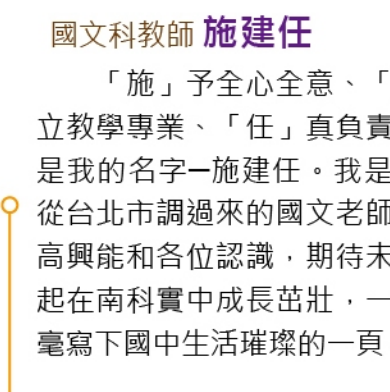 國文科教師 施建任
「施」予全心全意、「
立教學專業、「任」真負責
是我的名字—施建任。我是
從台北市調過來的國文老師
高興能和各位認識，期待未
起在南科實中成長茁壯，一
毫寫下國中生活璀璨的一頁